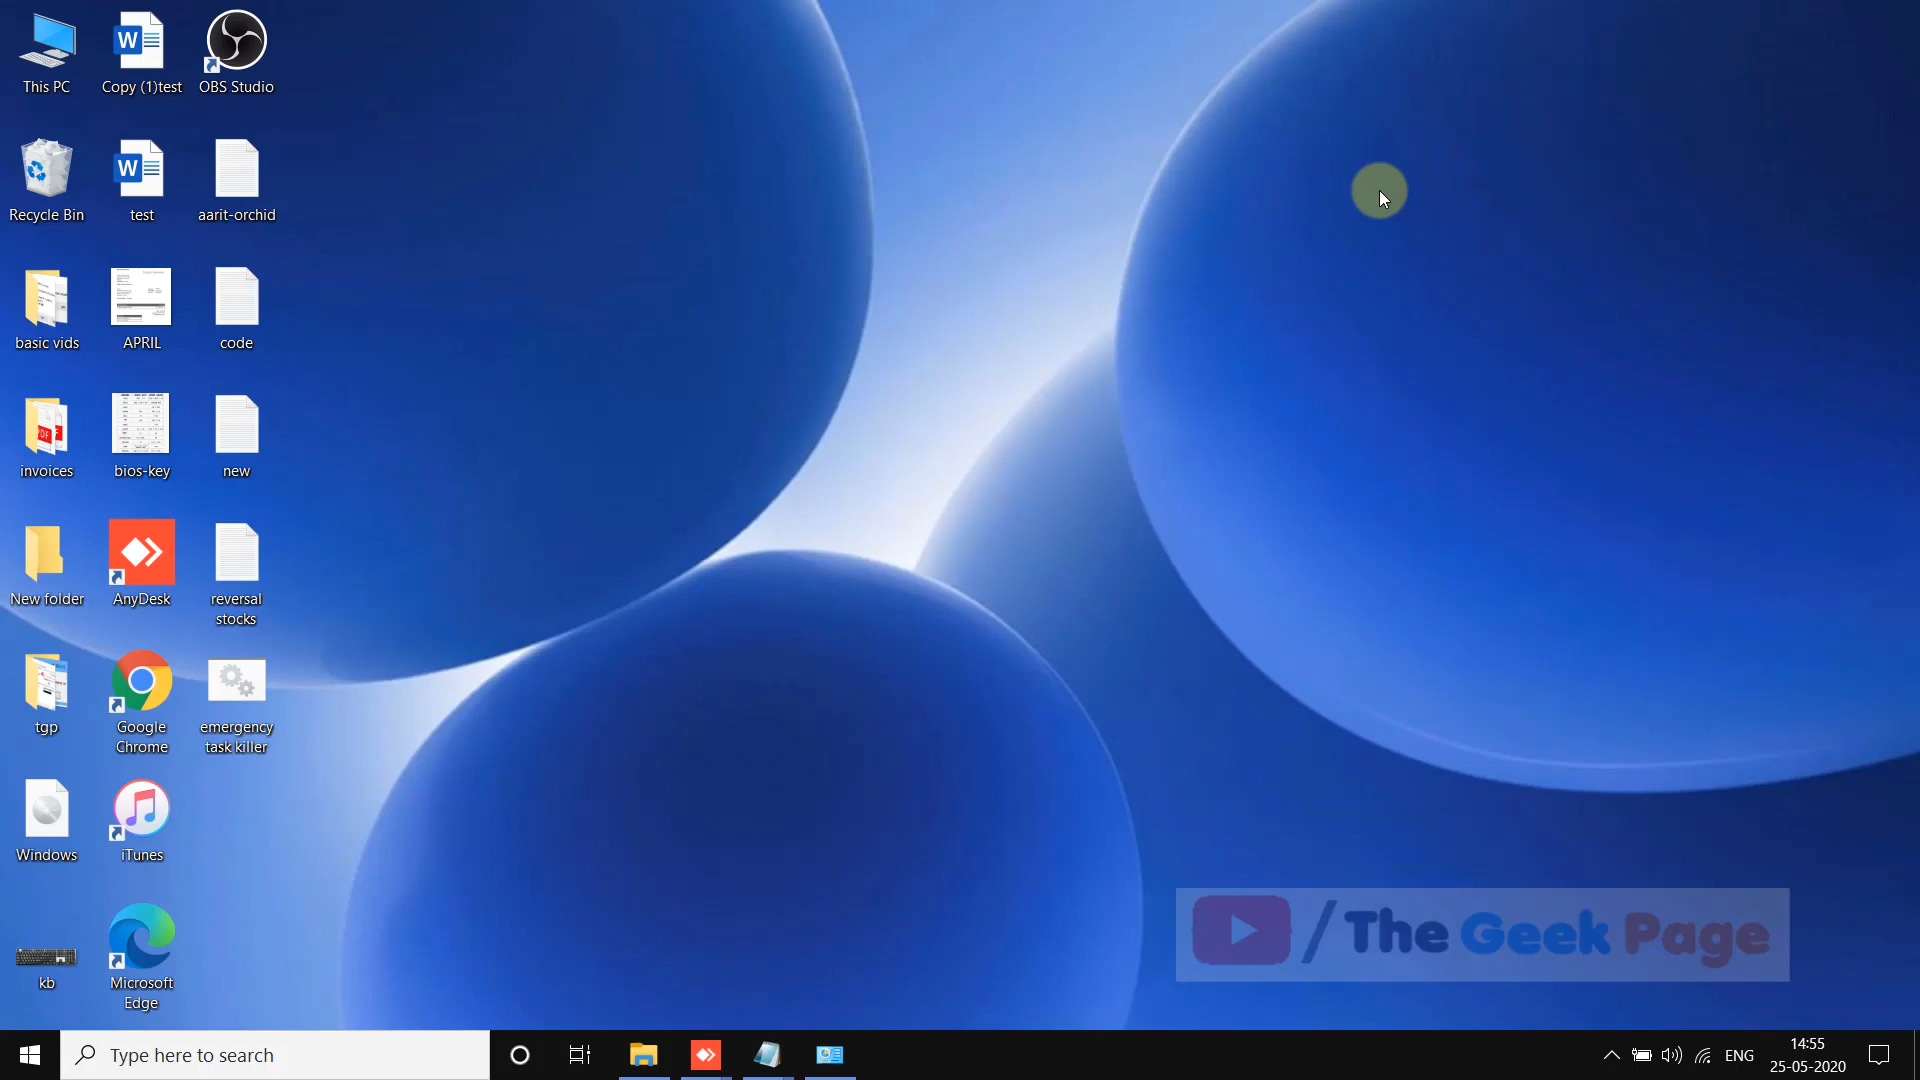 This PC
Copy (1)test
OBS Studio
Recycle Bin
test
aarit-orchid
basic vids
APRIL
code
invoices
bios-key
new
New folder
AnyDesk
reversal
stocks
tgp
Google
Chrome
emergency
task killer
Windows
iTunes
kb
Microsoft
Edge
/The Geek Page
Type here to search
ENG
14:55
25-05-2020